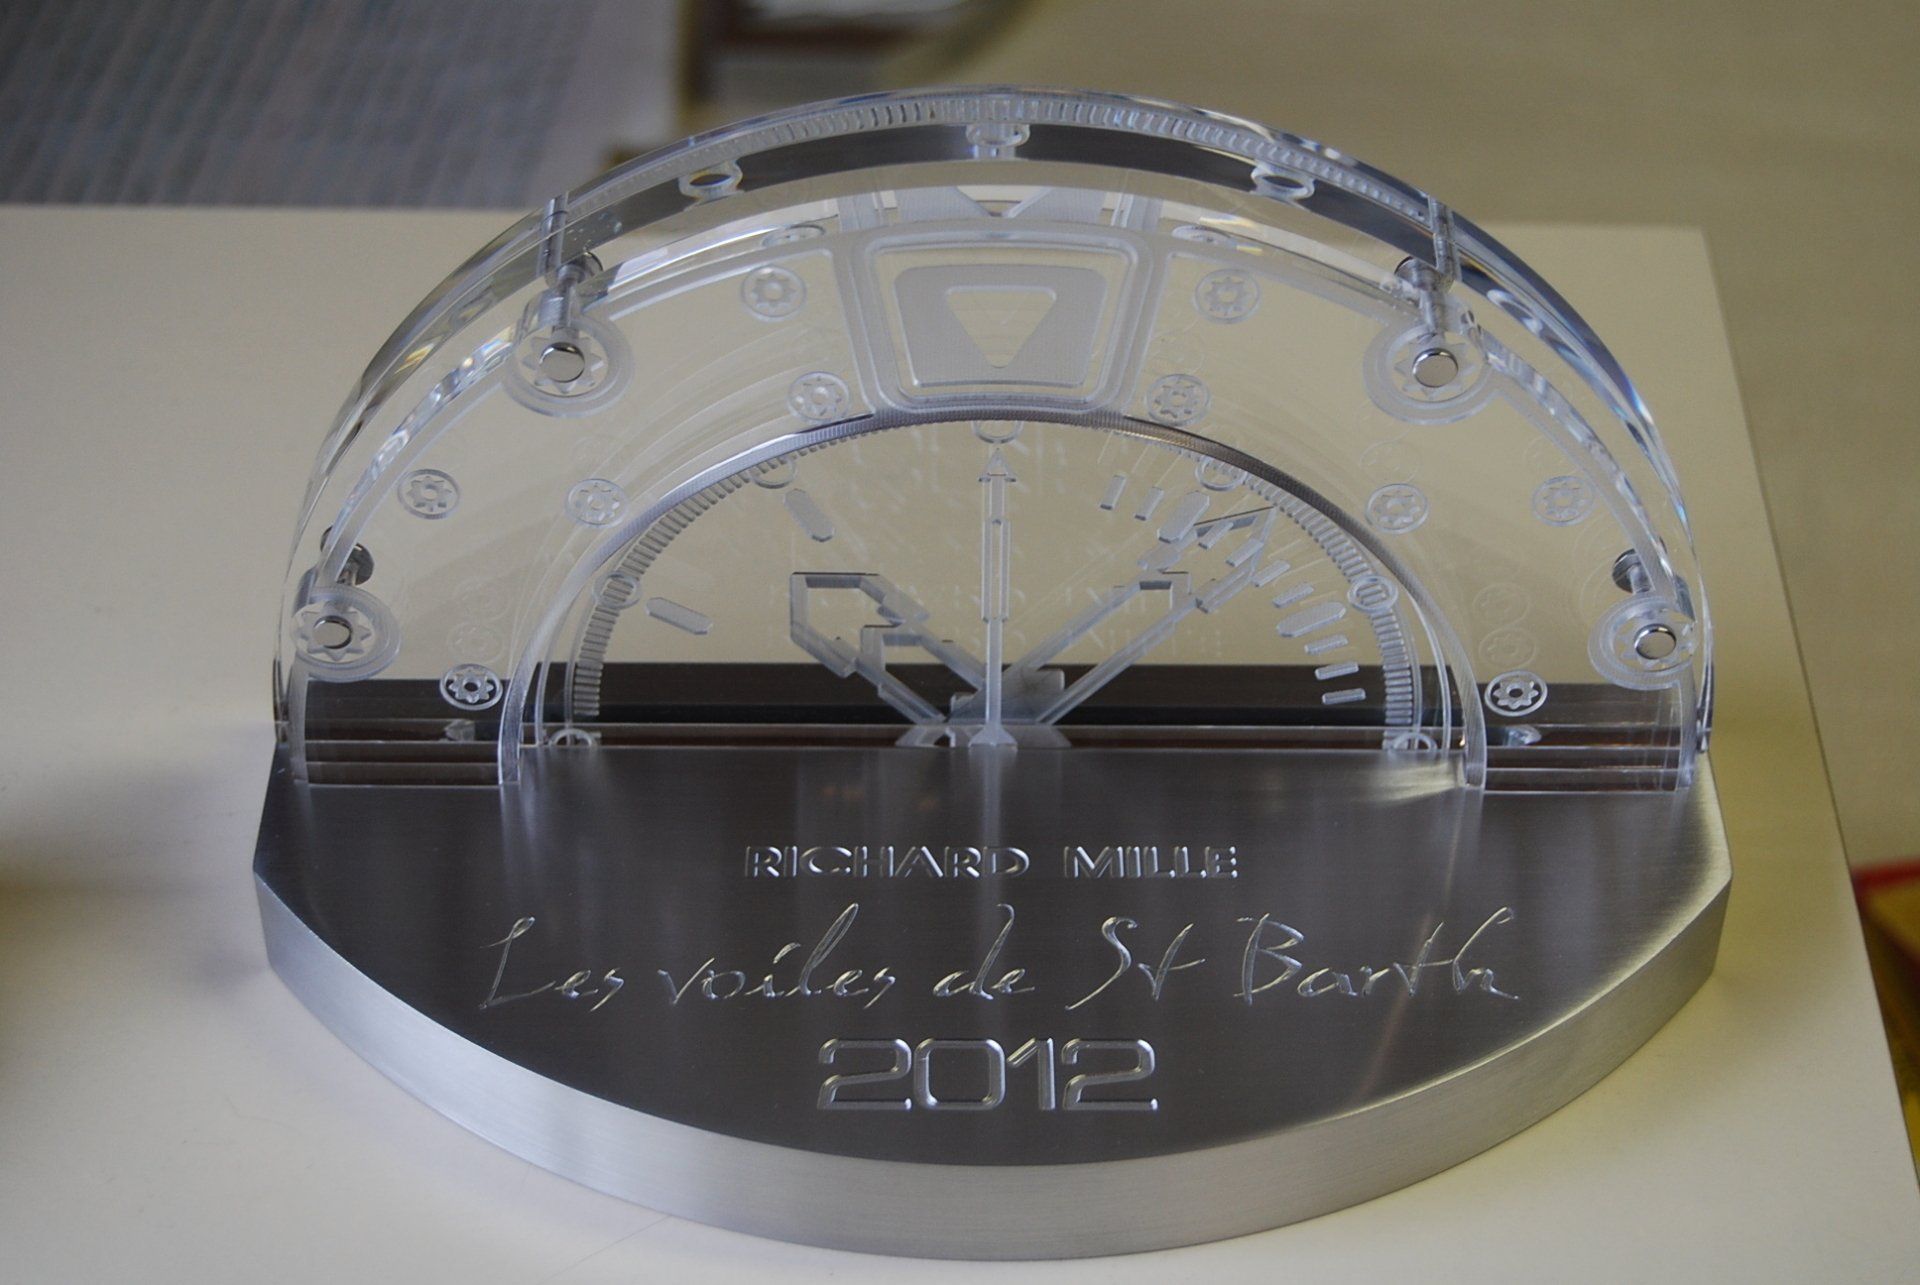 RICHARD MILLE
Les voiles de St Barth
2012